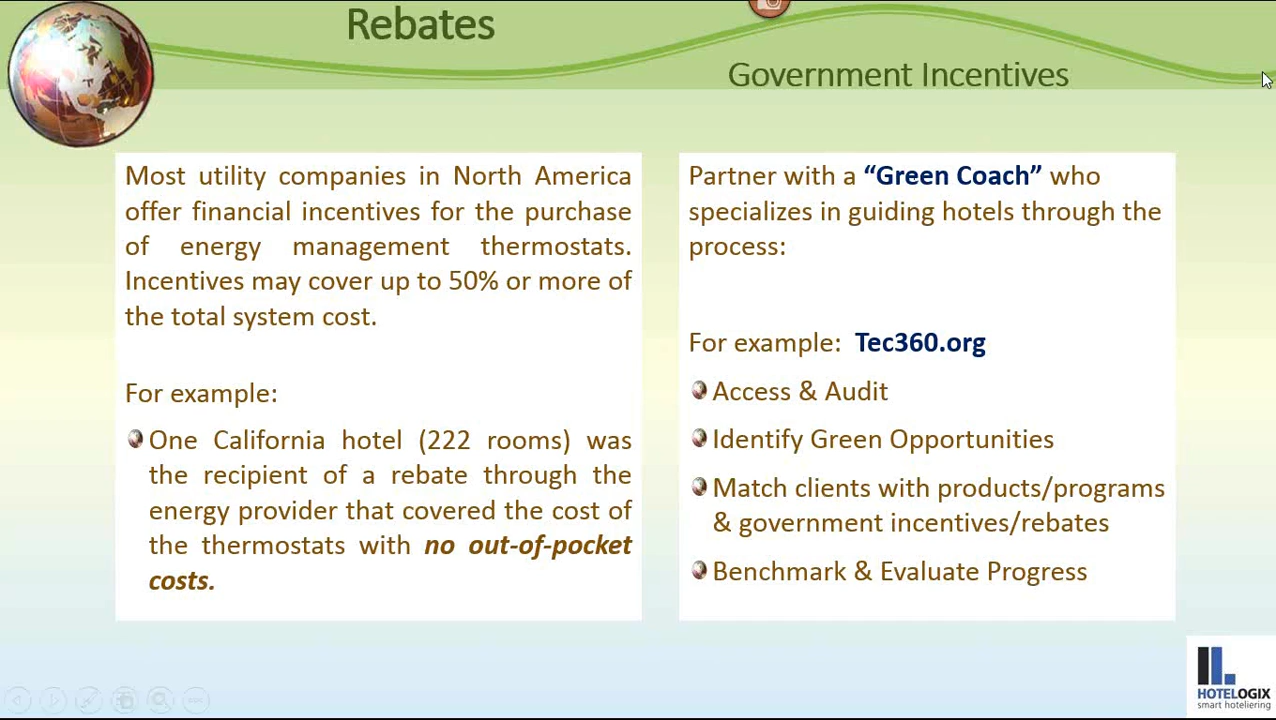 Rebates
Government Incentives
Most utility companies in North America
offer financial incentives for the purchase
of energy management thermostats.
Incentives may cover up to 50% or more of
the total system cost.
For example:
One California hotel (222 rooms) was
the recipient of a rebate through the
energy provider that covered the cost of
the thermostats with no out-of-pocket
costs.
Partner with a “Green Coach” who
specializes in guiding hotels through the
process:
For example: Tec360.org
Access & Audit
Identify Green Opportunities
Match clients with products/programs
& government incentives/rebates
Benchmark & Evaluate Progress
HOTELOGIX
smart hoteliering